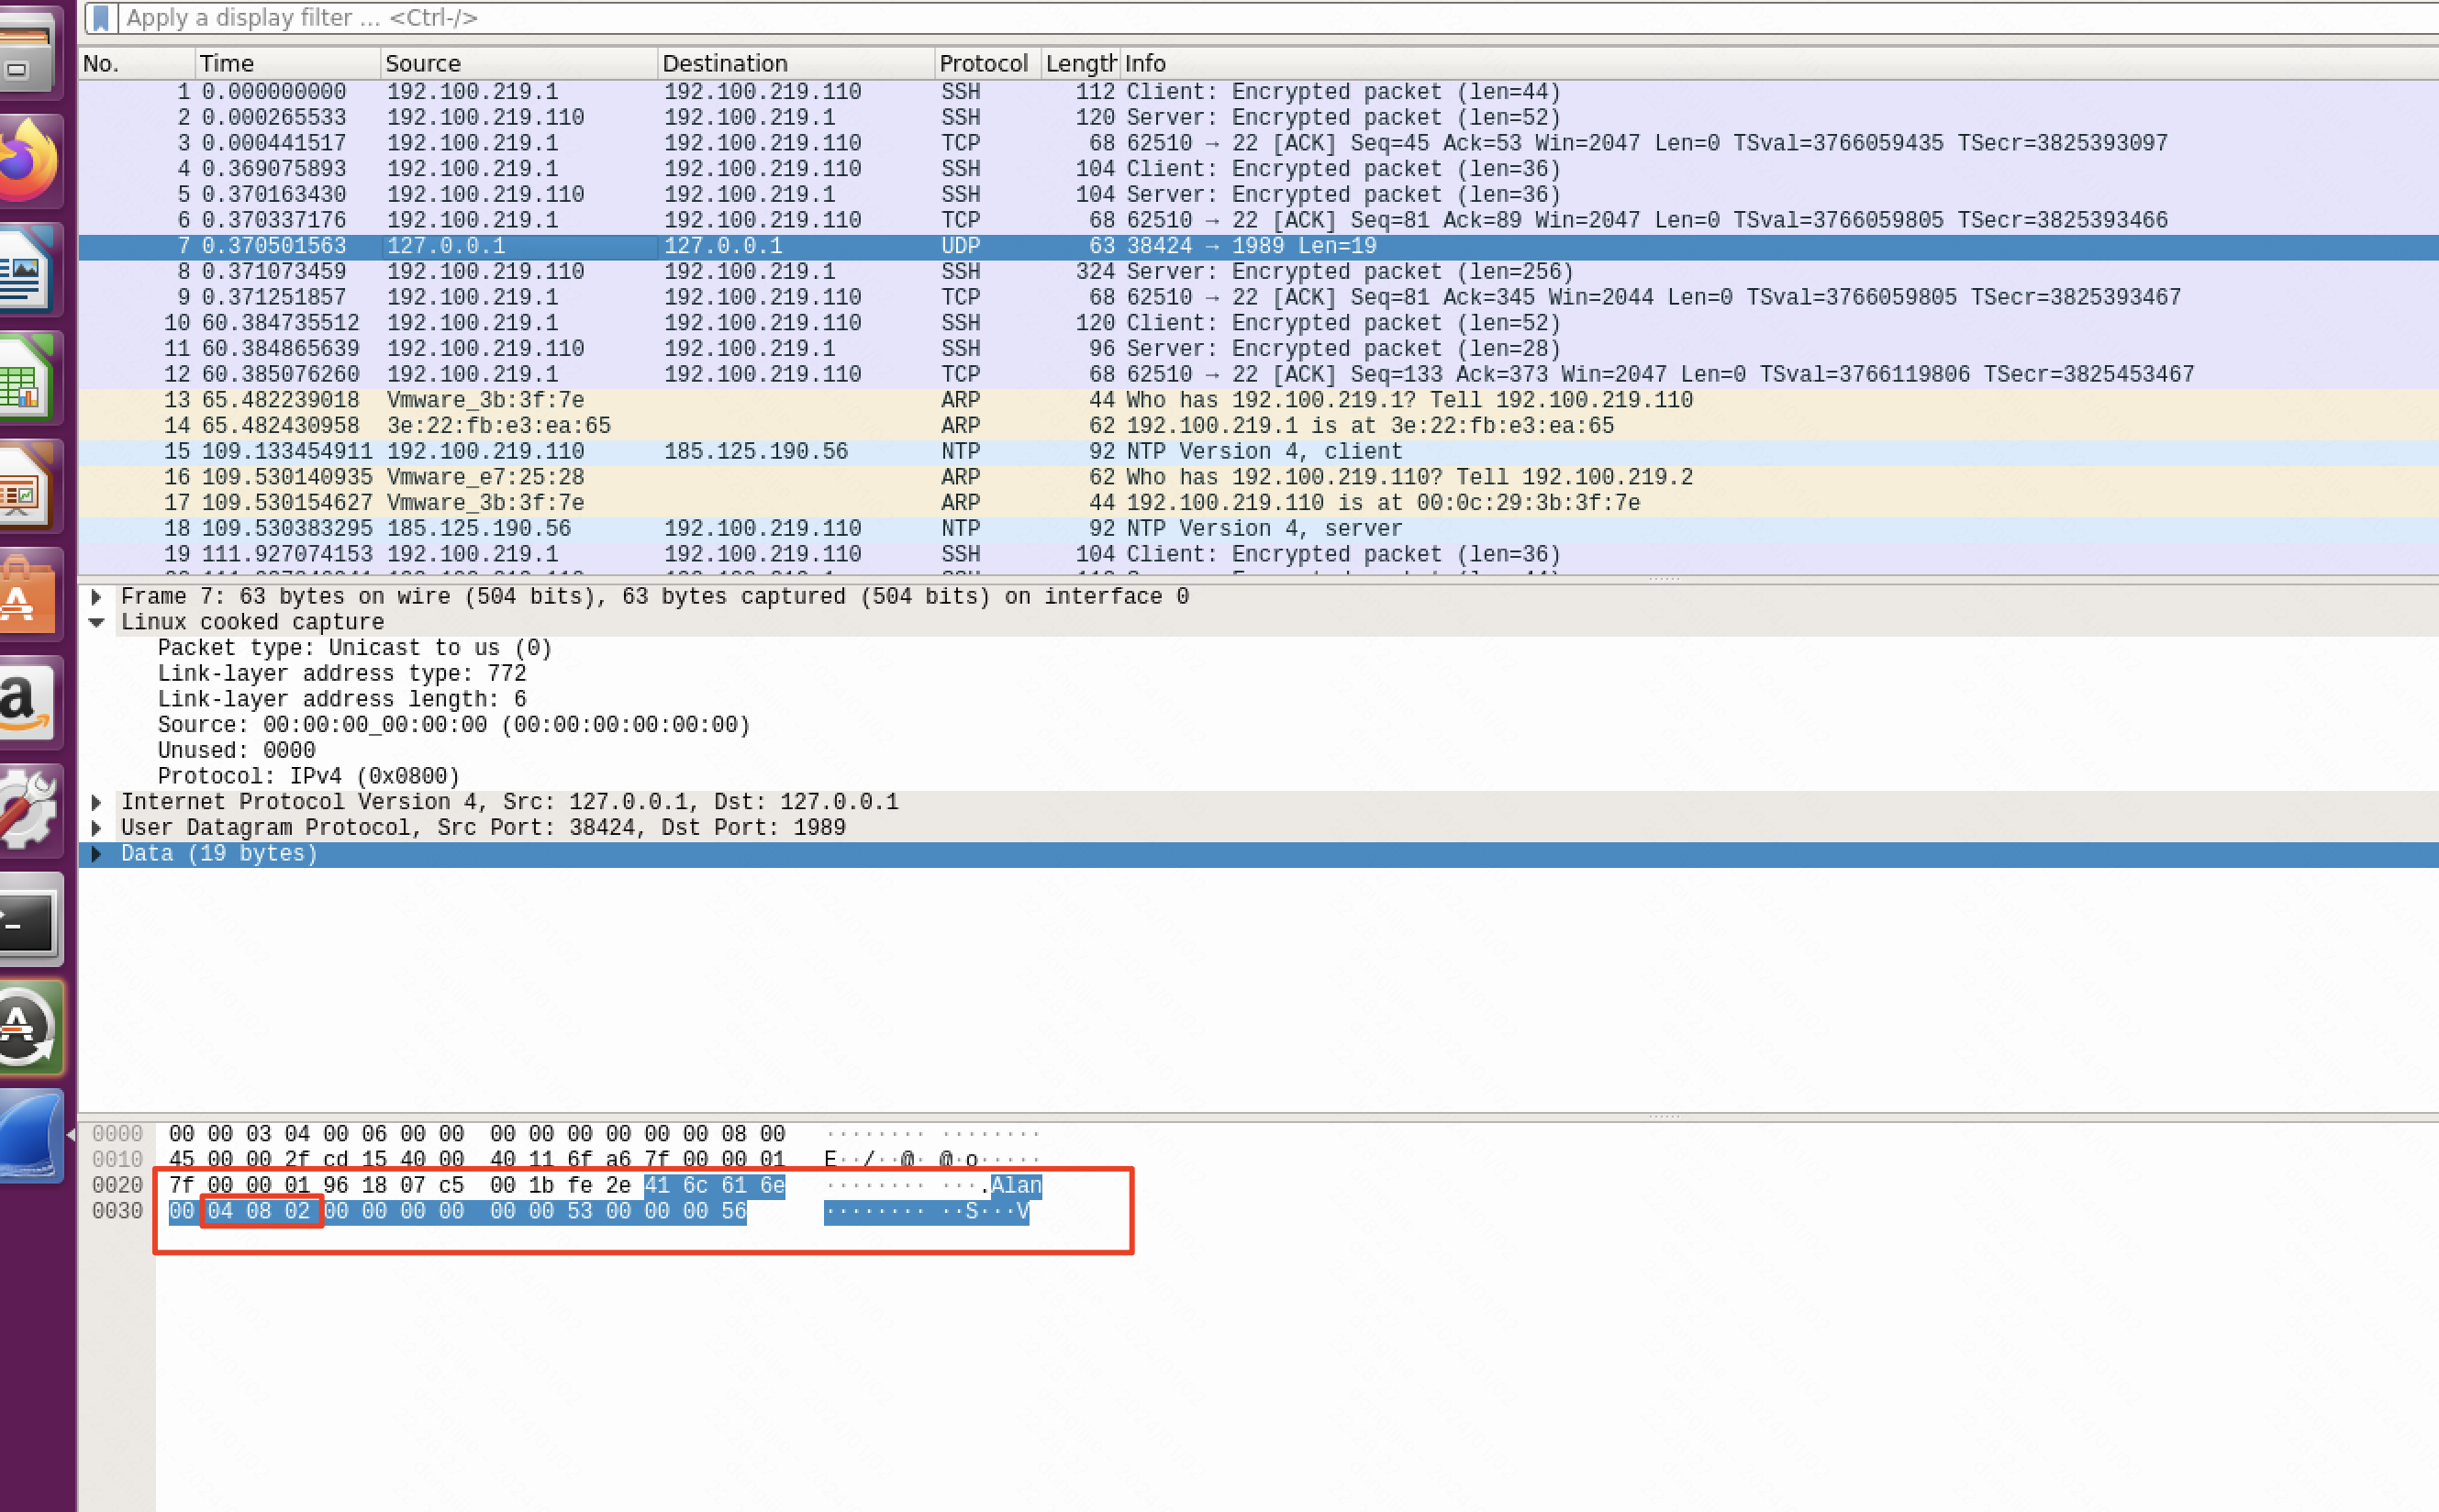 Apply a display filter ... <Ctrl-/>
No. Time Source Destination Protocol Length Info
1 0.000000000 192.100.219.1 192.100.219.110 SSH 112 Client: Encrypted packet (len=44)
2 0.000265533 192.100.219.110 192.100.219.1 SSH 120 Server: Encrypted packet (len=52)
3 0.000441517 192.100.219.1 192.100.219.110 TCP 68 62510 → 22 [ACK] Seq=45 Ack=53 Win=2047 Len=0 TSval=3766059435 TSecr=3825393097
4 0.369075893 192.100.219.1 192.100.219.110 SSH 104 Client: Encrypted packet (len=36)
5 0.370163430 192.100.219.110 192.100.219.1 SSH 104 Server: Encrypted packet (len=36)
6 0.370337176 192.100.219.1 192.100.219.110 TCP 68 62510 → 22 [ACK] Seq=81 Ack=89 Win=2047 Len=0 TSval=3766059805 TSecr=3825393466
7 0.370501563 127.0.0.1 127.0.0.1 UDP 63 38424 → 1989 Len=19
8 0.371073459 192.100.219.110 192.100.219.1 SSH 324 Server: Encrypted packet (len=256)
9 0.371251857 192.100.219.1 192.100.219.110 TCP 68 62510 → 22 [ACK] Seq=81 Ack=345 Win=2044 Len=0 TSval=3766059805 TSecr=3825393467
10 60.384735512 192.100.219.1 192.100.219.110 SSH 120 Client: Encrypted packet (len=52)
11 60.384865639 192.100.219.110 192.100.219.1 SSH 96 Server: Encrypted packet (len=28)
12 60.385076260 192.100.219.1 192.100.219.110 TCP 68 62510 → 22 [ACK] Seq=133 Ack=373 Win=2047 Len=0 TSval=3766119806 TSecr=3825453467
13 65.482239018 Vmware_3b:3f:7e ARP 44 Who has 192.100.219.1? Tell 192.100.219.110
14 65.482430958 3e:22:fb:e3:ea:65 ARP 62 192.100.219.1 is at 3e:22:fb:e3:ea:65
15 109.133454911 192.100.219.110 185.125.190.56 NTP 92 NTP Version 4, client
16 109.530140935 Vmware_e7:25:28 ARP 62 Who has 192.100.219.110? Tell 192.100.219.2
17 109.530154627 Vmware_3b:3f:7e ARP 44 192.100.219.110 is at 00:0c:29:3b:3f:7e
18 109.530383295 185.125.190.56 192.100.219.110 NTP 92 NTP Version 4, server
19 111.927074153 192.100.219.1 192.100.219.110 SSH 104 Client: Encrypted packet (len=36)
Frame 7: 63 bytes on wire (504 bits), 63 bytes captured (504 bits) on interface 0
Linux cooked capture
Packet type: Unicast to us (0)
Link-layer address type: 772
Link-layer address length: 6
Source: 00:00:00_00:00:00 (00:00:00:00:00:00)
Unused: 0000
Protocol: IPv4 (0x0800)
Internet Protocol Version 4, Src: 127.0.0.1, Dst: 127.0.0.1
User Datagram Protocol, Src Port: 38424, Dst Port: 1989
Data (19 bytes)
0000 00 00 03 04 00 06 00 00 00 00 00 00 00 00 08 00 ········ ········
0010 45 00 00 2f cd 15 40 00 40 11 6f a6 7f 00 00 01 E··/··@· @·o·····
0020 7f 00 00 01 96 18 07 c5 00 1b fe 2e 41 6c 61 6e ········ ···.Alan
0030 00 04 08 02 00 00 00 00 00 00 53 00 00 00 56 ········ ··S···V